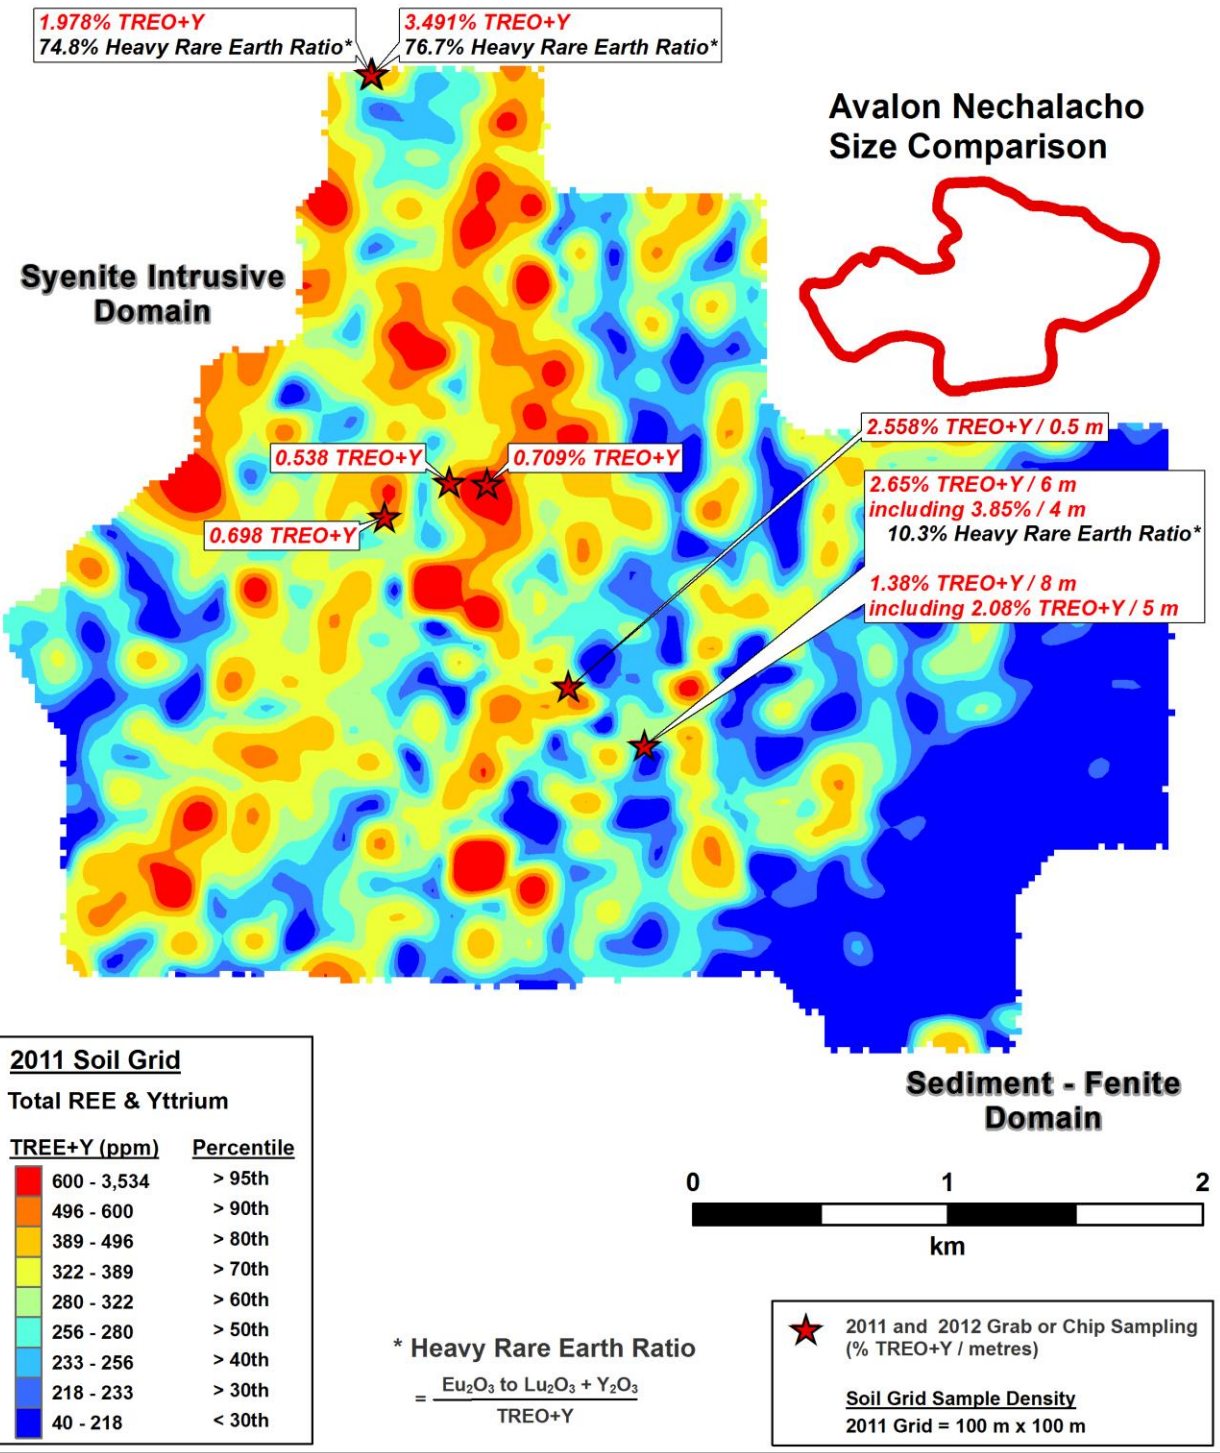 1.978% TREO+Y
74.8% Heavy Rare Earth Ratio*
3.491% TREO+Y
76.7% Heavy Rare Earth Ratio*
Avalon Nechalacho
Size Comparison
Syenite Intrusive
Domain
2.558% TREO+Y / 0.5 m
0.538 TREO+Y
0.709% TREO+Y
2.65% TREO+Y / 6 m
including 3.85% / 4 m
10.3% Heavy Rare Earth Ratio*
0.698 TREO+Y
1.38% TREO+Y / 8 m
including 2.08% TREO+Y / 5 m
Sediment - Fenite
Domain
2011 Soil Grid
Total REE & Yttrium
TREE+Y (ppm) Percentile
600 - 3,534 > 95th
496 - 600 > 90th
389 - 496 > 80th
322 - 389 > 70th
280 - 322 > 60th
256 - 280 > 50th
233 - 256 > 40th
218 - 233 > 30th
40 - 218 < 30th
0 1 2
km
* Heavy Rare Earth Ratio
= Eu₂O₃ to Lu₂O₃ + Y₂O₃
TREO+Y
2011 and 2012 Grab or Chip Sampling
(% TREO+Y / metres)
Soil Grid Sample Density
2011 Grid = 100 m x 100 m